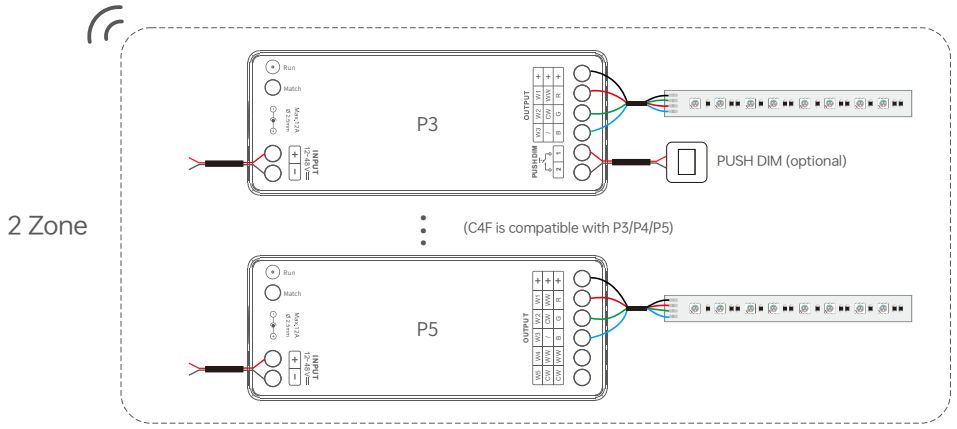 2 Zone
Run
Match
Max,12A
Ø 2.5mm
INPUT
12~48V
+
−
P3
OUTPUT
+ + +
W1 WW R
W2 CW G
W3 / B
PUSH DIM
1
2
PUSH DIM (optional)
(C4F is compatible with P3/P4/P5)
Run
Match
Max,12A
Ø 2.5mm
INPUT
12~48V
+
−
P5
OUTPUT
+ + +
W1 WW R
W2 CW G
W3 / B
W4 WW WW
W5 CW CW